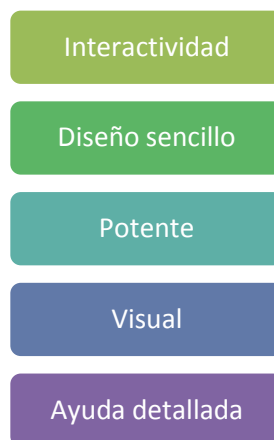 Interactividad
Diseño sencillo
Potente
Visual
Ayuda detallada